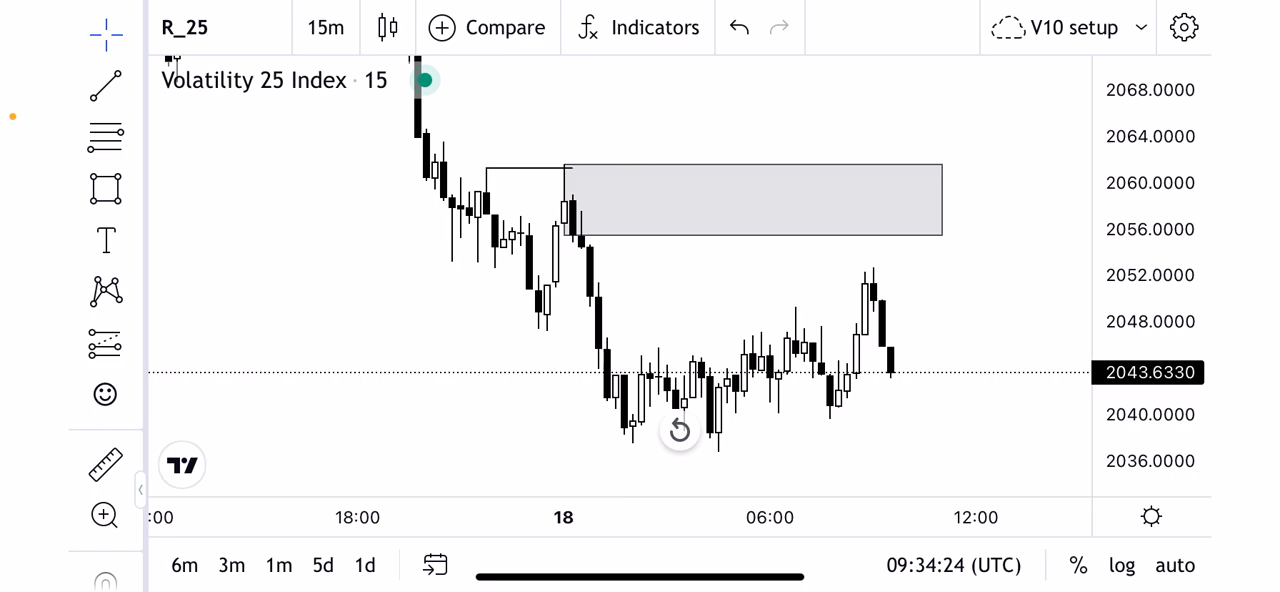 R_25 15m Compare Indicators V10 setup
Volatility 25 Index · 15
2068.0000
2064.0000
2060.0000
2056.0000
2052.0000
2048.0000
2043.6330
2040.0000
2036.0000
:00 18:00 18 06:00 12:00
6m 3m 1m 5d 1d 09:34:24 (UTC) % log auto